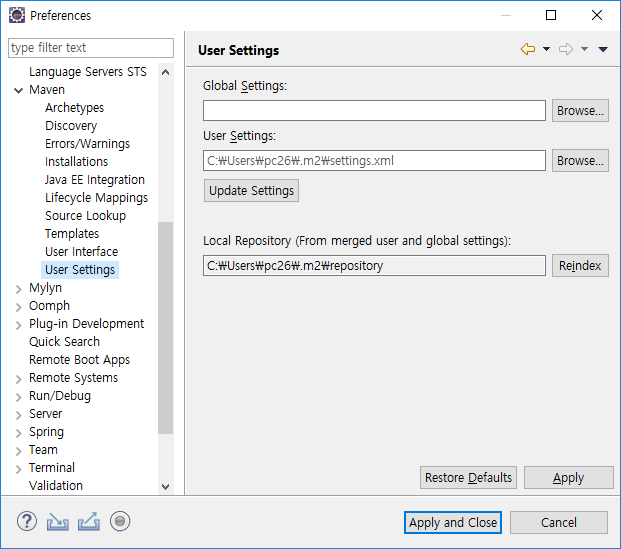 Preferences
type filter text
Language Servers STS
Maven
Archetypes
Discovery
Errors/Warnings
Installations
Java EE Integration
Lifecycle Mappings
Source Lookup
Templates
User Interface
User Settings
Mylyn
Oomph
Plug-in Development
Quick Search
Remote Boot Apps
Remote Systems
Run/Debug
Server
Spring
Team
Terminal
Validation
User Settings
Global Settings:
Browse...
User Settings:
C:₩Users₩pc26₩.m2₩settings.xml
Browse...
Update Settings
Local Repository (From merged user and global settings):
C:₩Users₩pc26₩.m2₩repository
Reindex
Restore Defaults
Apply
?
Apply and Close
Cancel